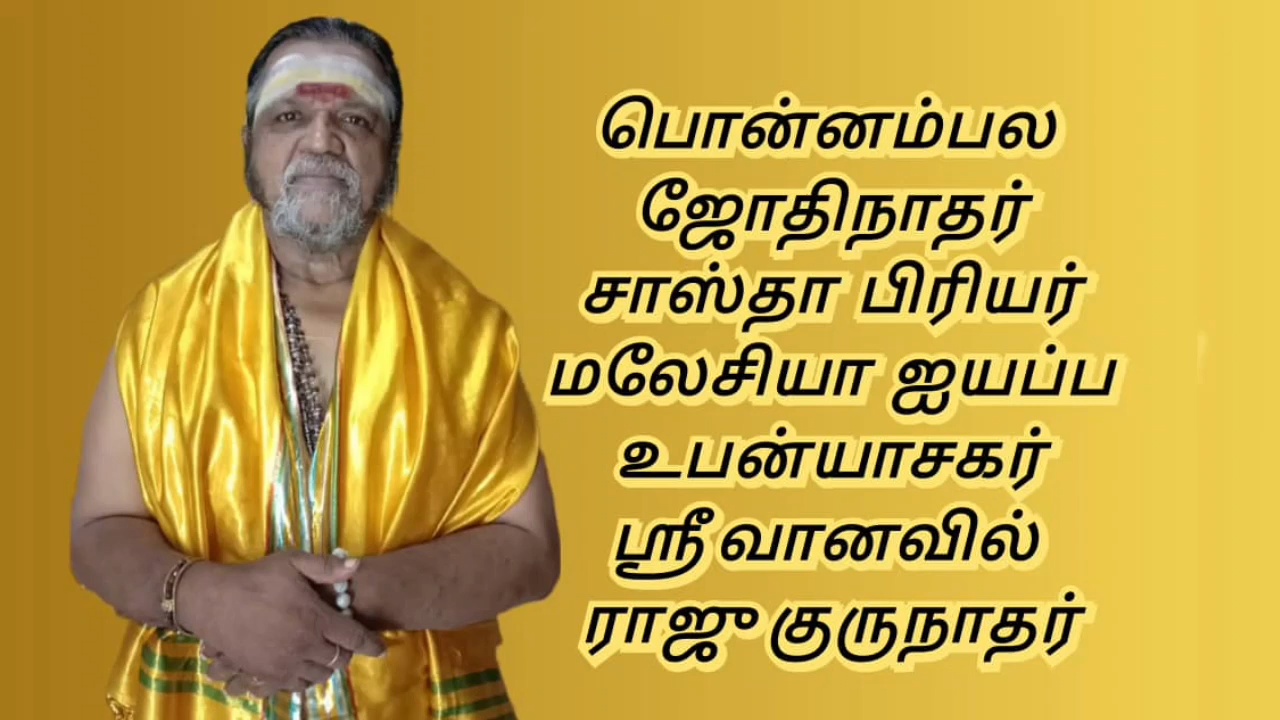 பொன்னம்பல
ஜோதிநாதர்
சாஸ்தா பிரியர்
மலேசியா ஐயப்ப
உபன்யாசகர்
ஸ்ரீ வானவில்
ராஜு குருநாதர்